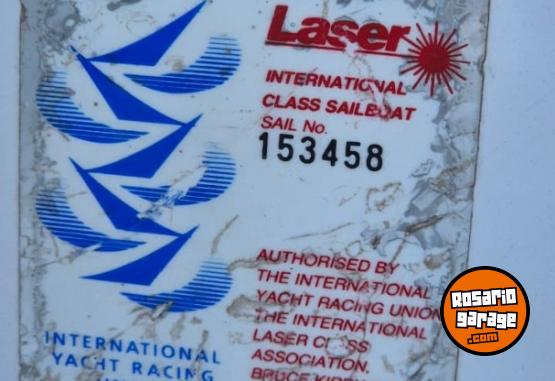 Laser
INTERNATIONAL
CLASS SAILBOAT
SAIL No.
153458
AUTHORISED BY
THE INTERNATIONAL
YACHT RACING UNION
THE INTERNATIONAL
LASER CLASS
ASSOCIATION,
BRUCE
INTERNATIONAL
YACHT RACING
Rosario
garage
.com